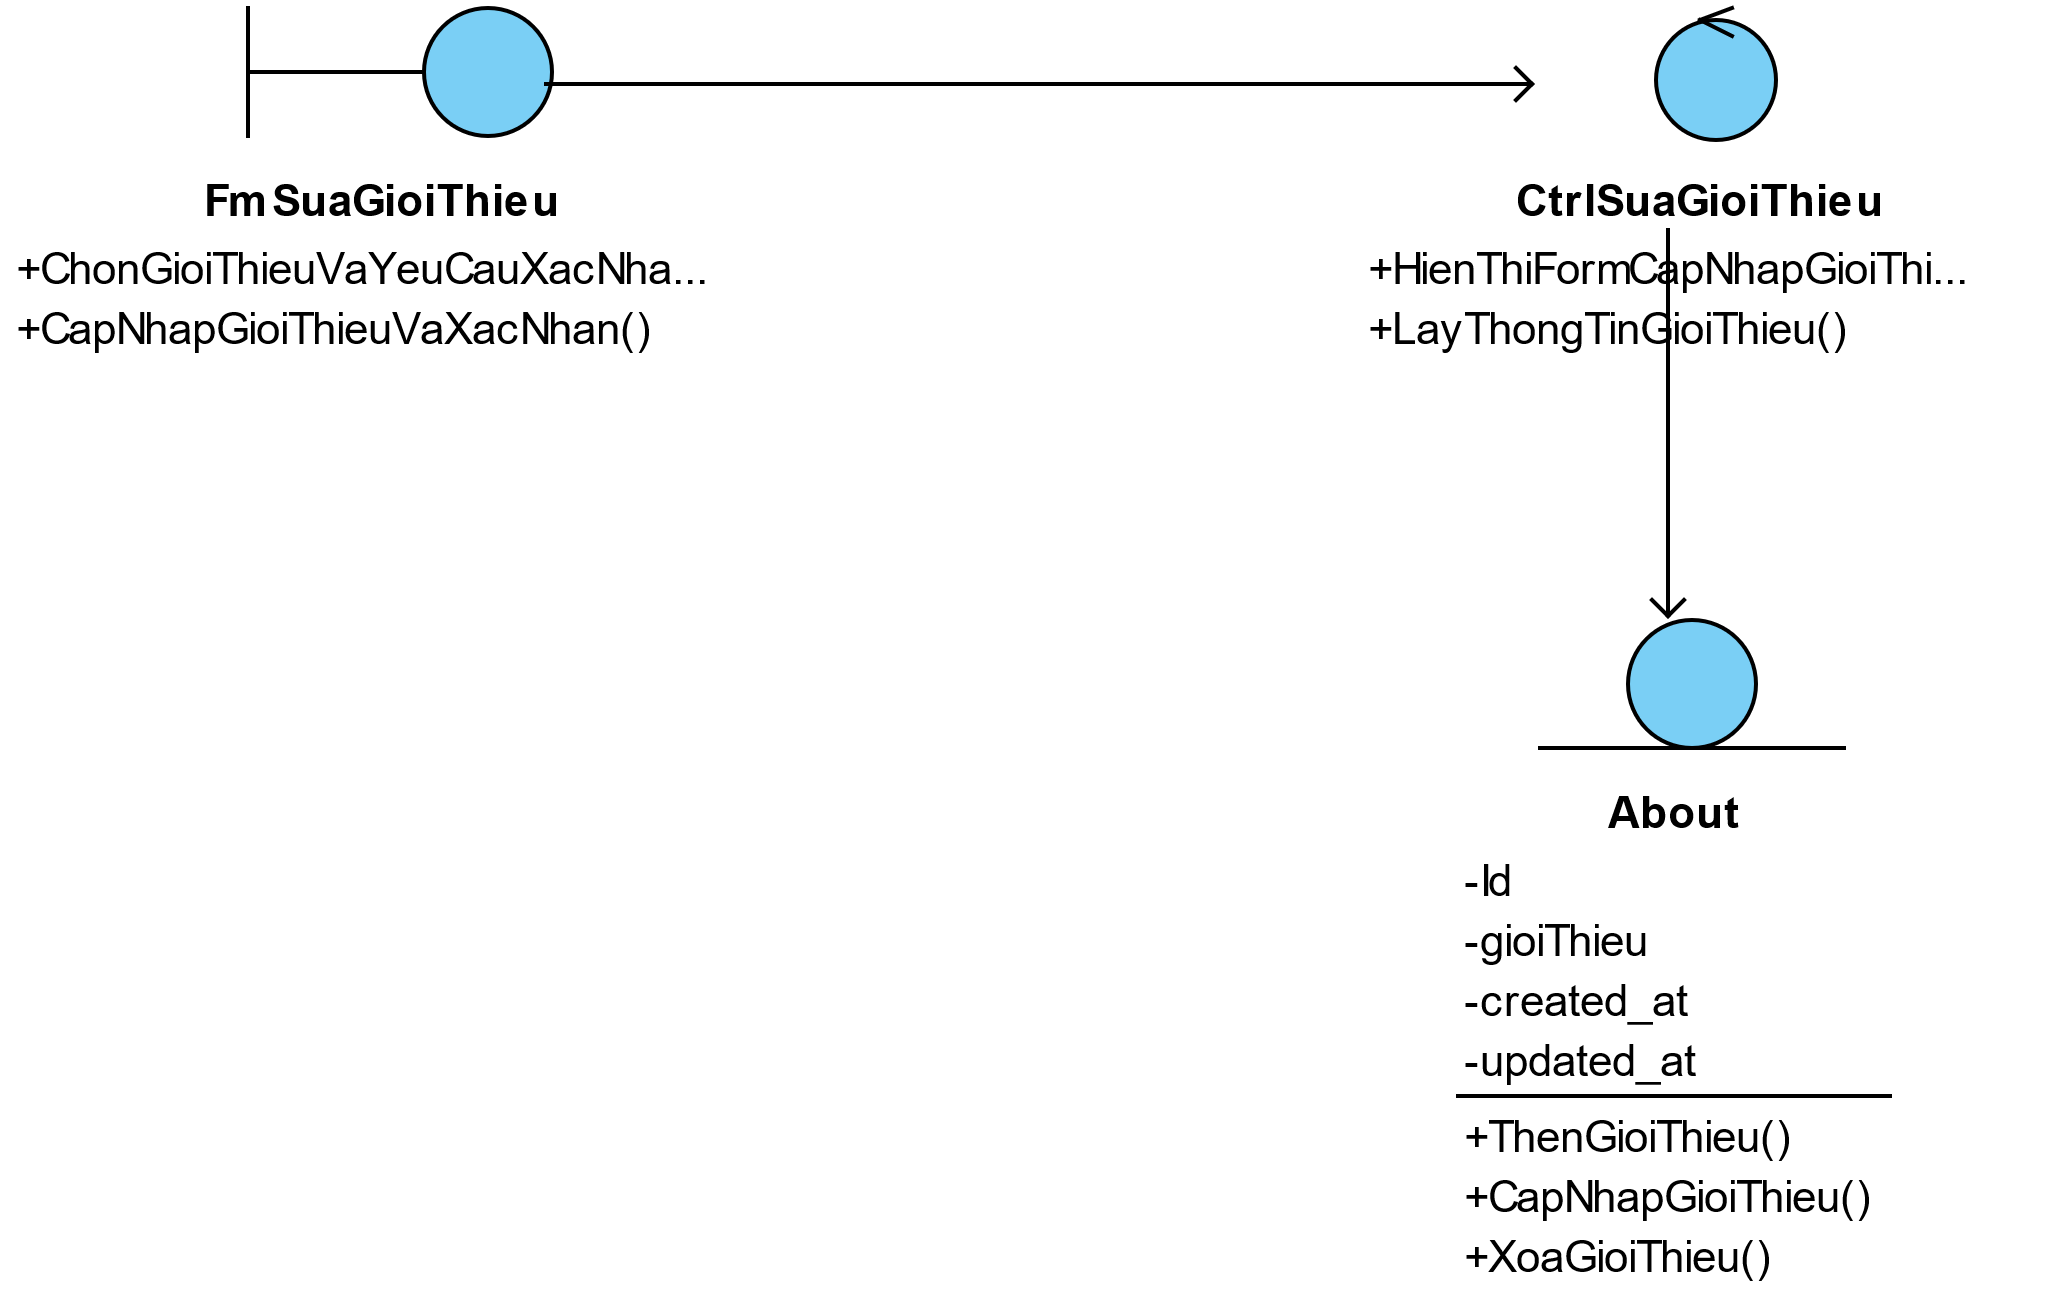 FmSuaGioiThieu
+ChonGioiThieuVaYeuCauXacNha...
+CapNhapGioiThieuVaXacNhan()
CtrlSuaGioiThieu
+HienThiFormCapNhapGioiThi...
+LayThongTinGioiThieu()
About
-Id
-gioiThieu
-created_at
-updated_at
+ThenGioiThieu()
+CapNhapGioiThieu()
+XoaGioiThieu()